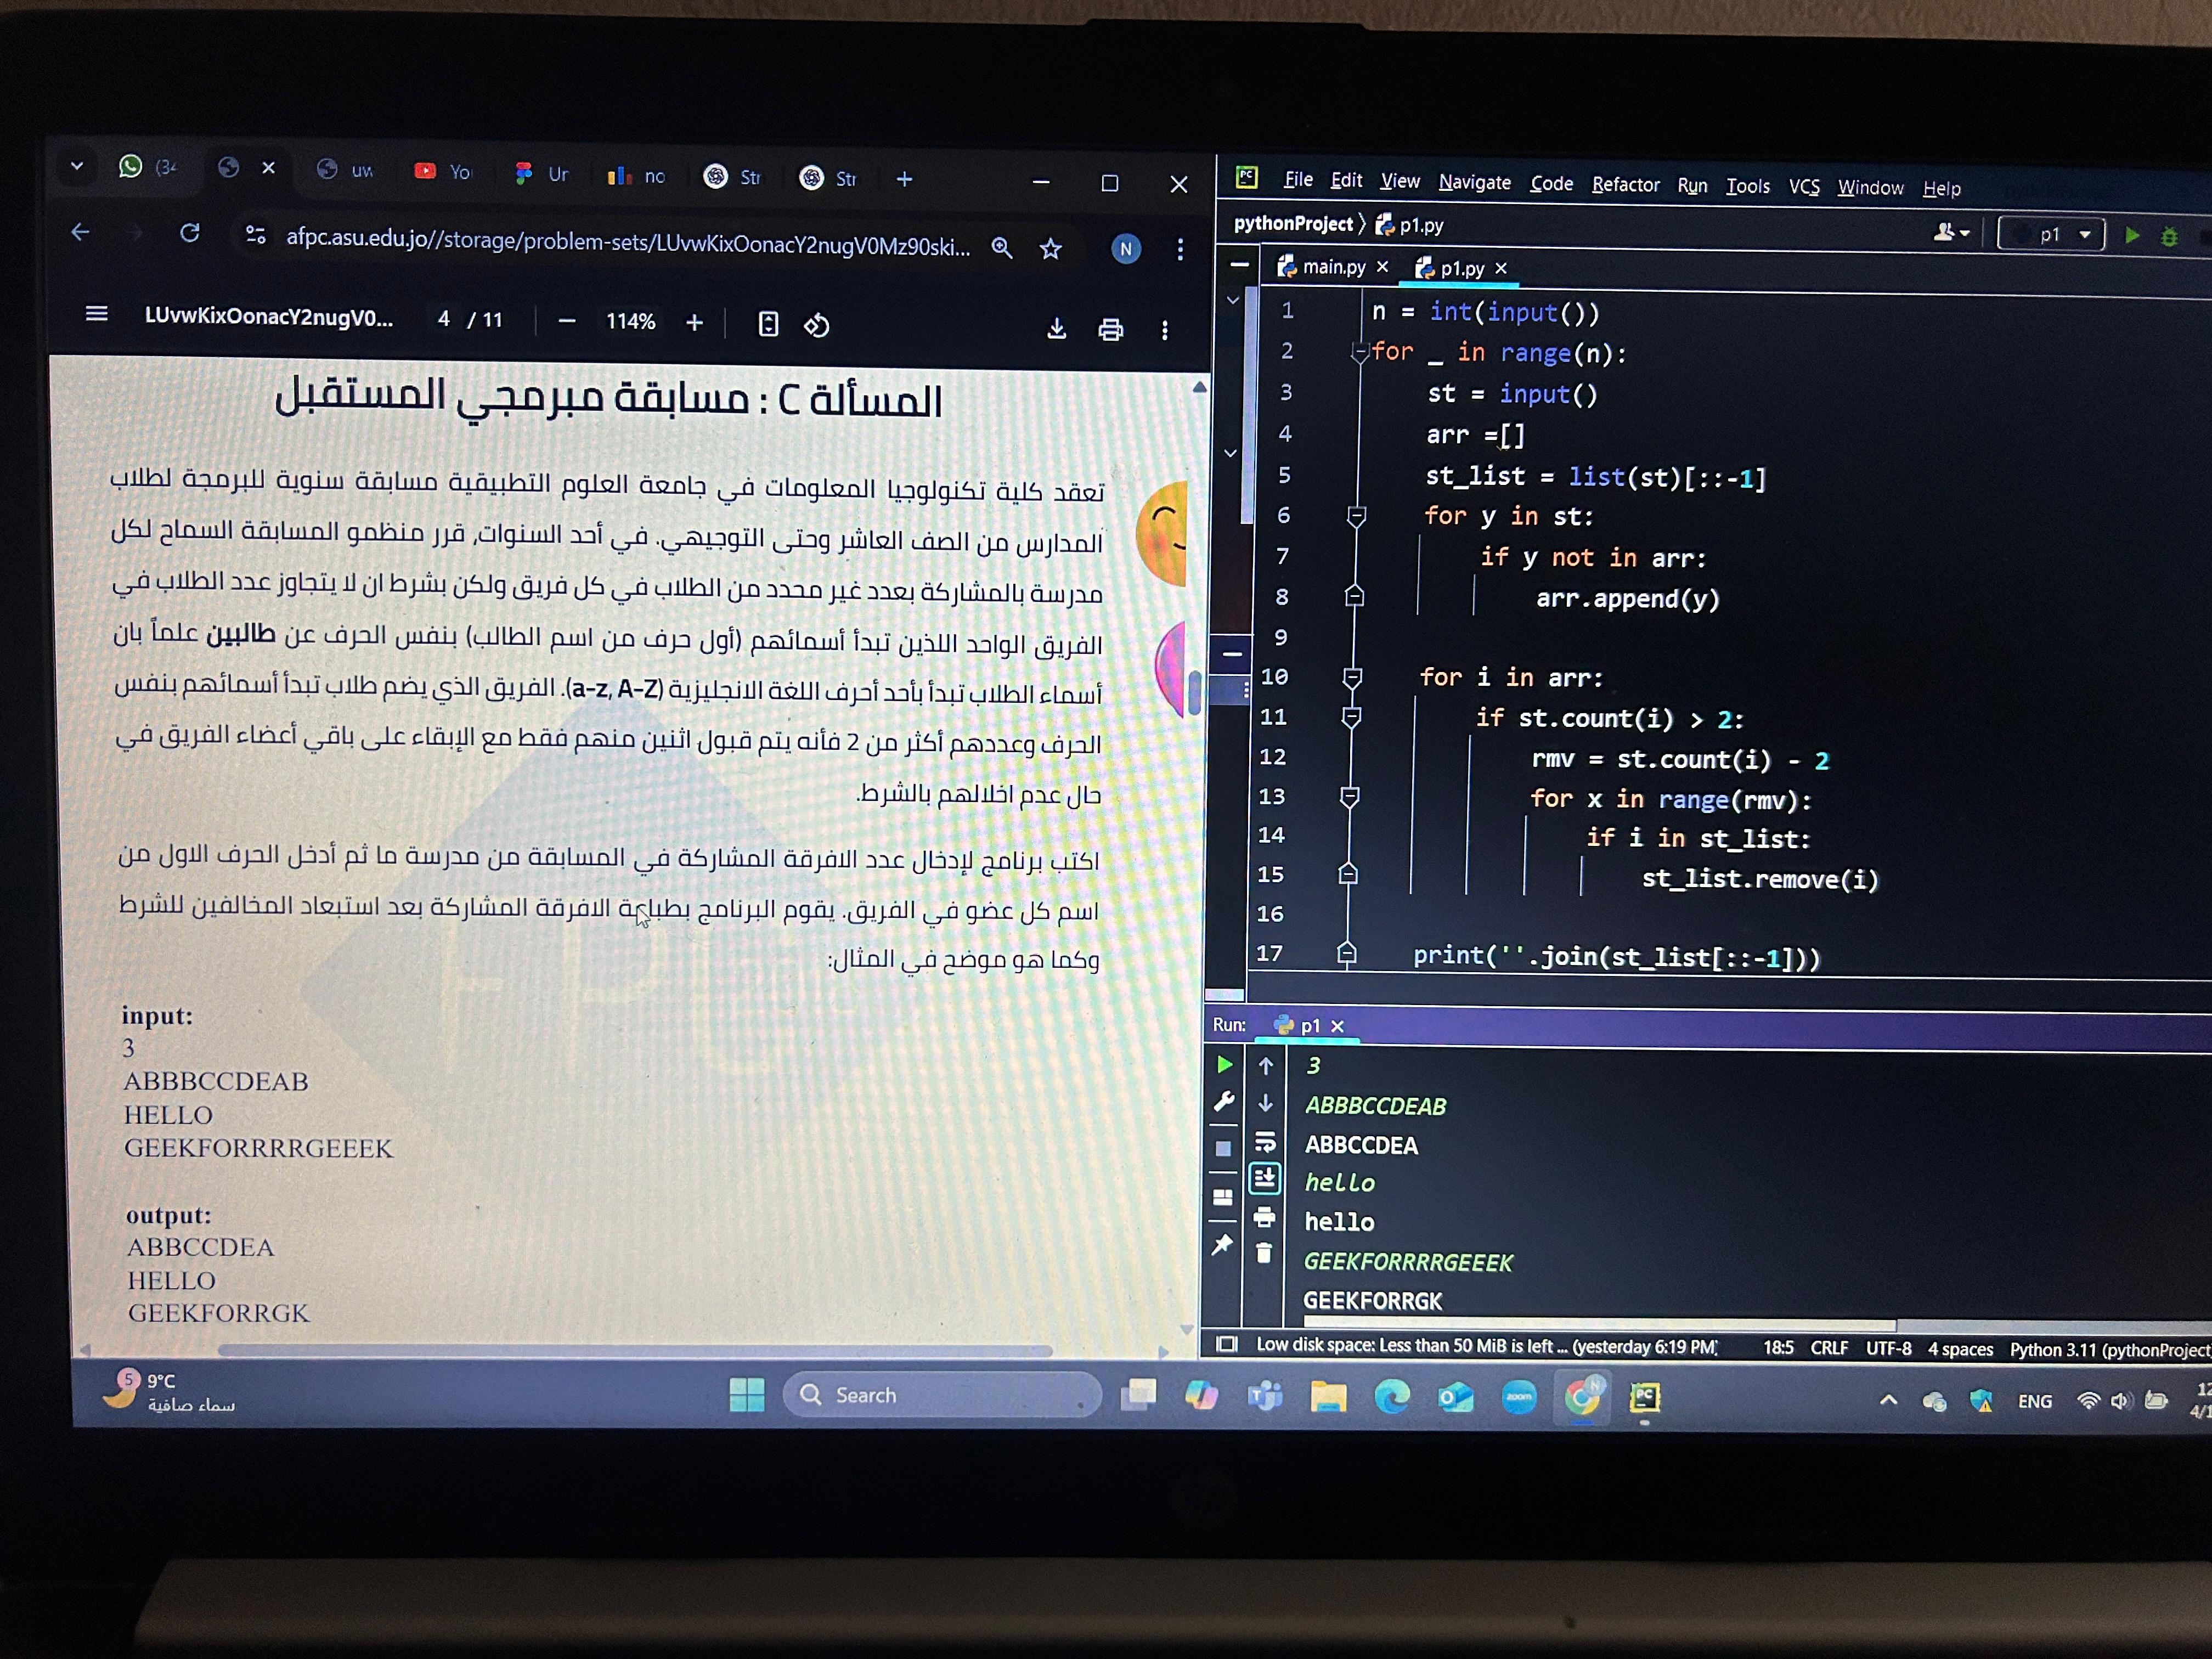 (34
uw
Yo
Ur
no
Str
Str
afpc.asu.edu.jo//storage/problem-sets/LUvwKixOonacY2nugV0Mz90ski...
N
LUvwKixOonacY2nugV0...
4 / 11
114%
المسألة C : مسابقة مبرمجي المستقبل
تعقد كلية تكنولوجيا المعلومات في جامعة العلوم التطبيقية مسابقة سنوية للبرمجة لطلاب
المدارس من الصف العاشر وحتى التوجيهي. في أحد السنوات، قرر منظمو المسابقة السماح لكل
مدرسة بالمشاركة بعدد غير محدد من الطلاب في كل فريق ولكن بشرط ان لا يتجاوز عدد الطلاب في
الفريق الواحد اللذين تبدأ أسمائهم (أول حرف من اسم الطالب) بنفس الحرف عن طالبين علماً بان
أسماء الطلاب تبدأ بأحد أحرف اللغة الانجليزية (a-z, A-Z). الفريق الذي يضم طلاب تبدأ أسمائهم بنفس
الحرف وعددهم أكثر من 2 فأنه يتم قبول اثنين منهم فقط مع الإبقاء على باقي أعضاء الفريق في
حال عدم اخلالهم بالشرط.
اكتب برنامج لإدخال عدد الافرقة المشاركة في المسابقة من مدرسة ما ثم أدخل الحرف الاول من
اسم كل عضو في الفريق. يقوم البرنامج بطباعة الافرقة المشاركة بعد استبعاد المخالفين للشرط
وكما هو موضح في المثال:
input:
3
ABBBCCDEAB
HELLO
GEEKFORRRRGEEEK
output:
ABBCCDEA
HELLO
GEEKFORRGK
PC
File Edit View Navigate Code Refactor Run Tools VCS Window Help
pythonProject p1.py
p1
main.py p1.py
1 n = int(input())
2 for _ in range(n):
3 st = input()
4 arr =[]
5 st_list = list(st)[::-1]
6 for y in st:
7 if y not in arr:
8 arr.append(y)
9
10 for i in arr:
11 if st.count(i) > 2:
12 rmv = st.count(i) - 2
13 for x in range(rmv):
14 if i in st_list:
15 st_list.remove(i)
16
17 print(''.join(st_list[::-1]))
Run: p1
3
ABBBCCDEAB
ABBCCDEA
hello
hello
GEEKFORRRRGEEEK
GEEKFORRGK
Low disk space: Less than 50 MiB is left ... (yesterday 6:19 PM) 18:5 CRLF UTF-8 4 spaces Python 3.11 (pythonProject
5
9°C
سماء صافية
Search
zoom
PC
ENG
12
4/1